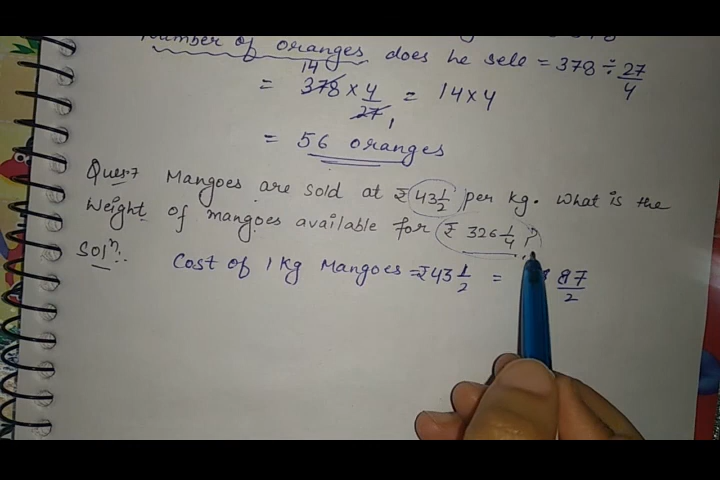 number of oranges does he sell = 378 ÷ 27/4
= 14 378 × 4/27 1 = 14 × 4
= 56 oranges
Ques:7 Mangoes are sold at ₹ 43 1/2 per kg. What is the
weight of mangoes available for ₹ 326 1/4 ?
Solⁿ:. Cost of 1 kg Mangoes = ₹ 43 1/2 = 87/2